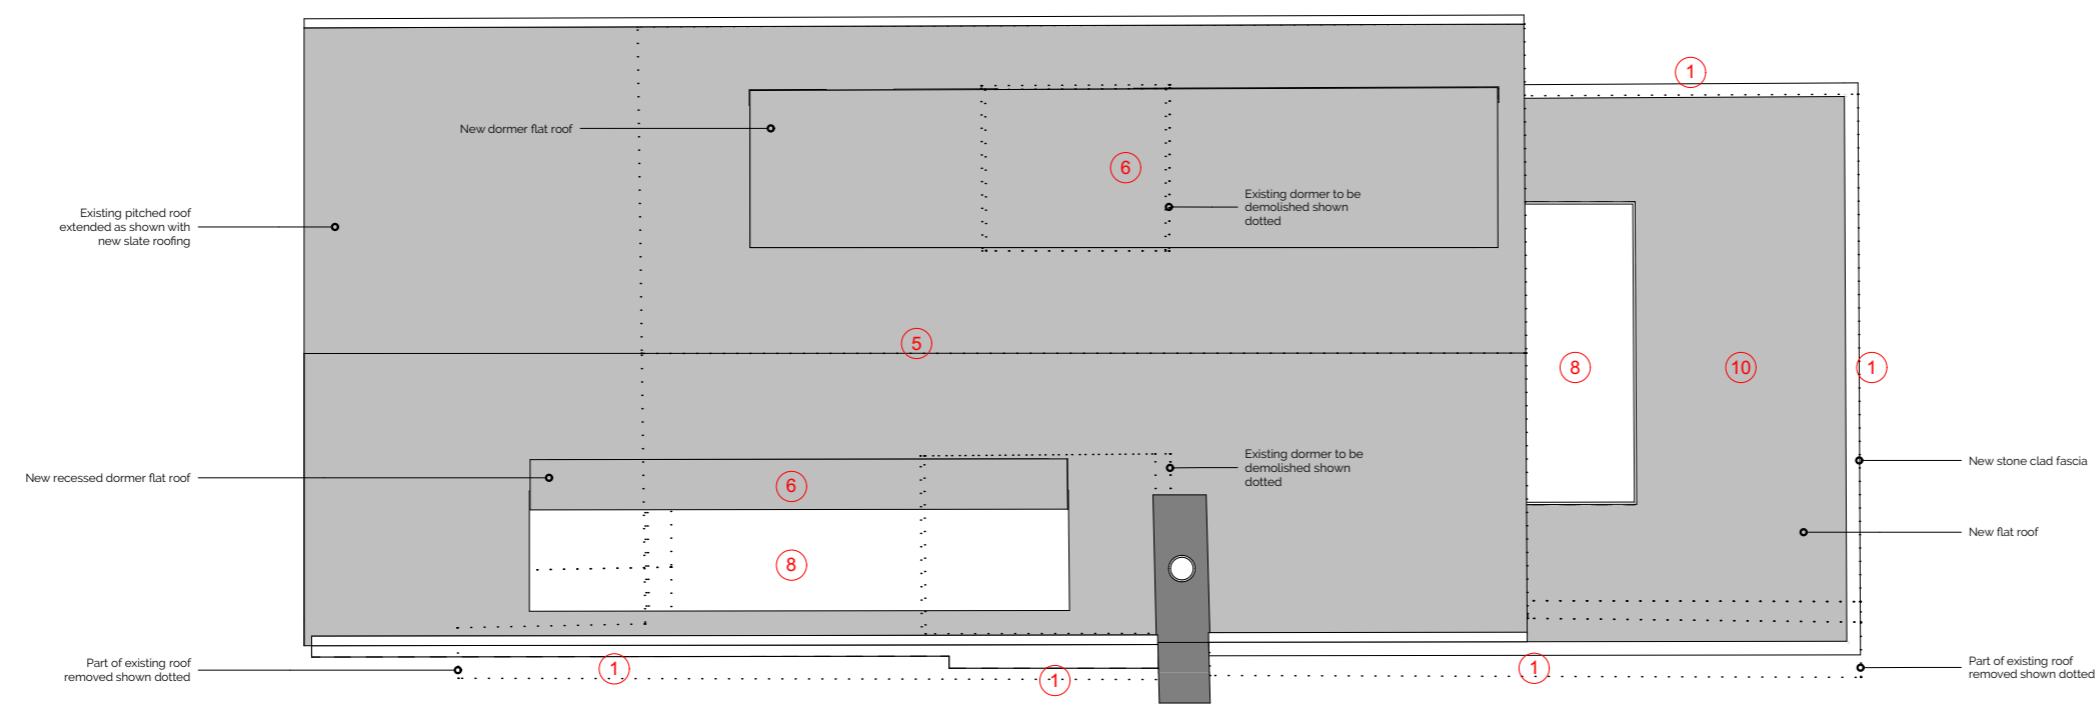 1
New dormer flat roof
6
Existing dormer to be
demolished shown
dotted
Existing pitched roof
extended as shown with
new slate roofing
5
8
10
1
New recessed dormer flat roof
6
Existing dormer to be
demolished shown
dotted
New stone clad fascia
8
New flat roof
Part of existing roof
removed shown dotted
1
1
1
Part of existing roof
removed shown dotted